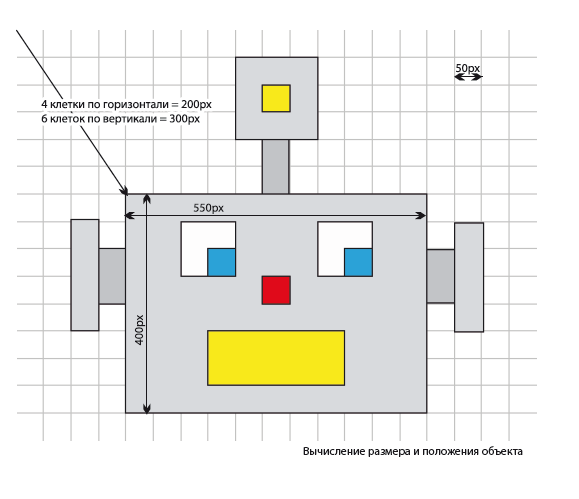 50px
4 клетки по горизонтали = 200px
6 клеток по вертикали = 300px
550px
400px
Вычисление размера и положения объекта